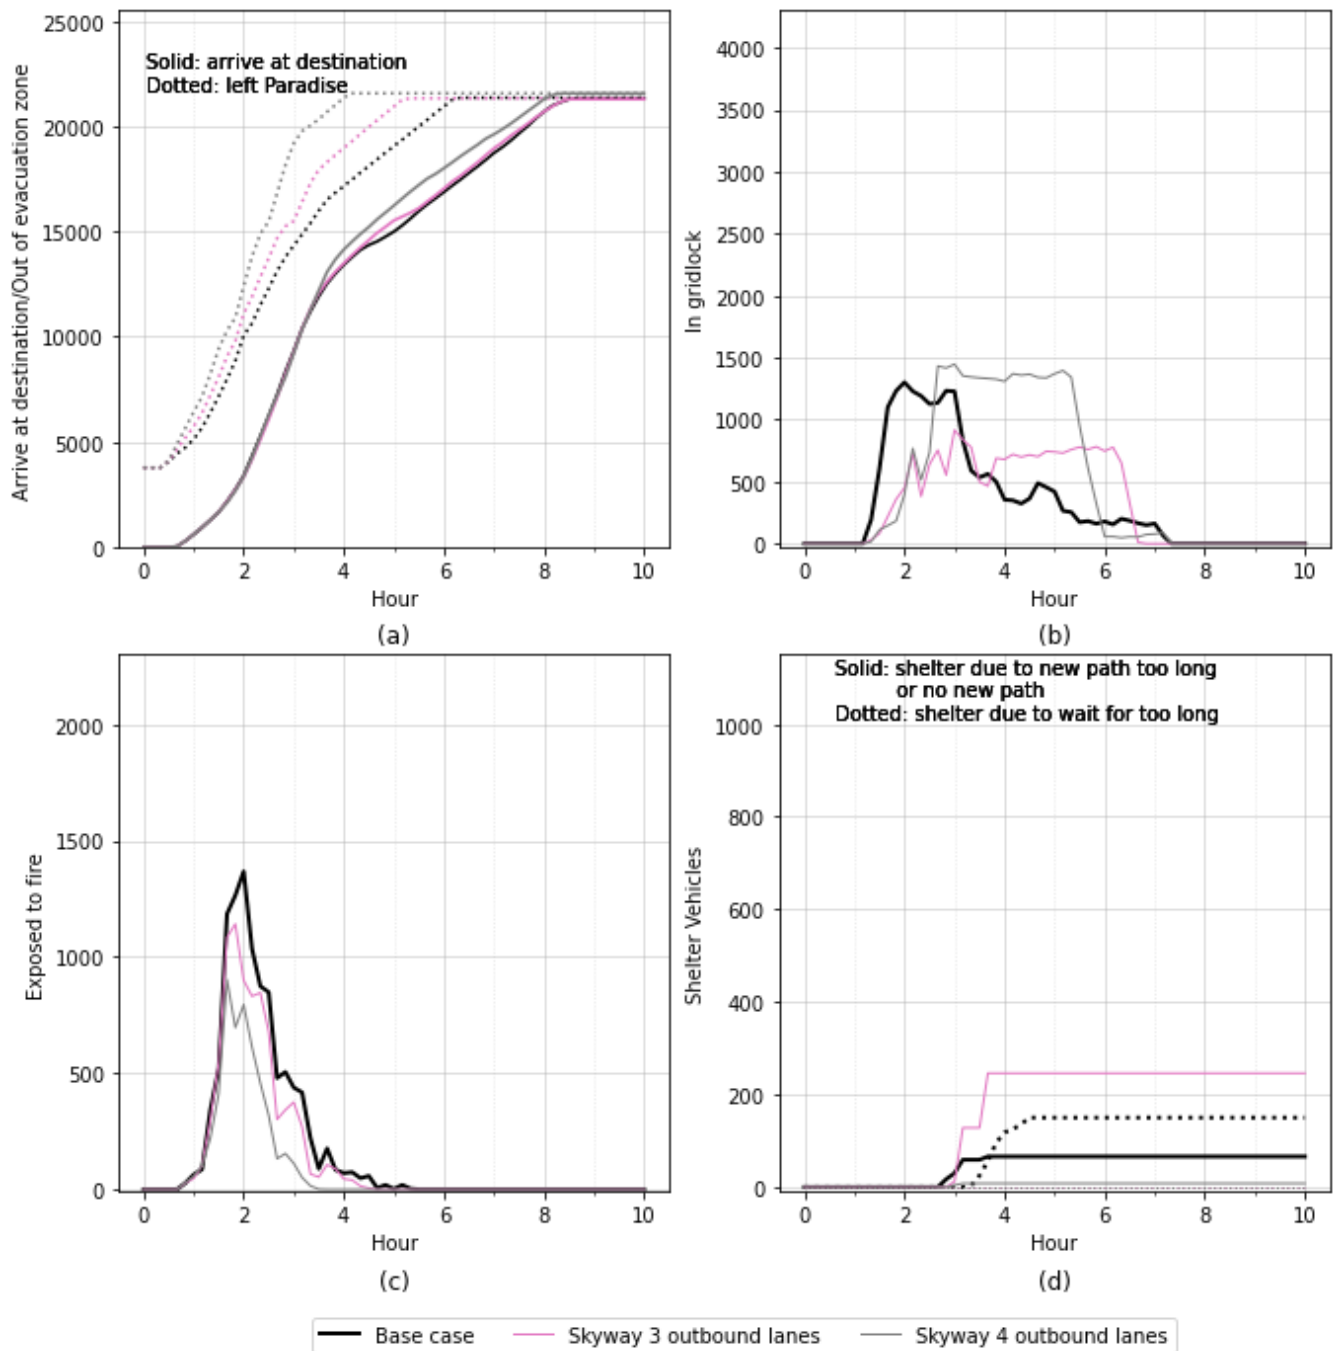 25000
20000
15000
10000
5000
0
Arrive at destination/Out of evacuation zone
Solid: arrive at destination
Dotted: left Paradise
0 2 4 6 8 10
Hour
(a)
4000
3500
3000
2500
2000
1500
1000
500
0
In gridlock
0 2 4 6 8 10
Hour
(b)
2000
1500
1000
500
0
Exposed to fire
0 2 4 6 8 10
Hour
(c)
Solid: shelter due to new path too long
or no new path
Dotted: shelter due to wait for too long
1000
800
600
400
200
0
Shelter Vehicles
0 2 4 6 8 10
Hour
(d)
Base case Skyway 3 outbound lanes Skyway 4 outbound lanes